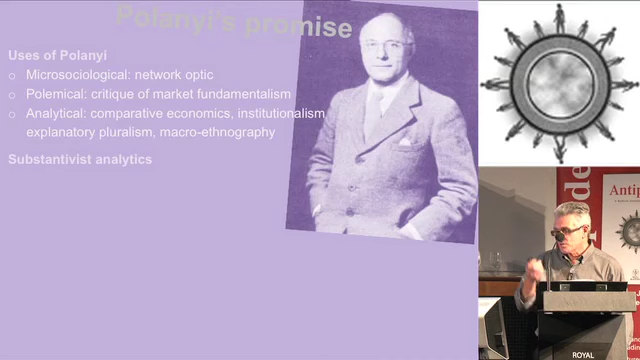 Polanyi's promise
Uses of Polanyi
o Microsociological: network optic
o Polemical: critique of market fundamentalism
o Analytical: comparative economics, institutionalism
explanatory pluralism, macro-ethnography
Substantivist analytics
de
Antip
ROYAL